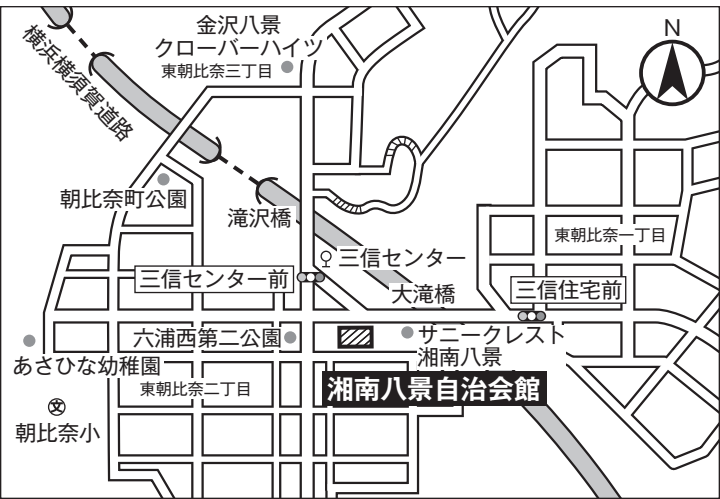 金沢八景
クローバーハイツ
東朝比奈三丁目
N
横浜横須賀道路
朝比奈町公園
滝沢橋
東朝比奈一丁目
三信センター
三信センター前
大滝橋
三信住宅前
六浦西第二公園
サニークレスト
湘南八景
あさひな幼稚園
東朝比奈二丁目
湘南八景自治会館
文
朝比奈小